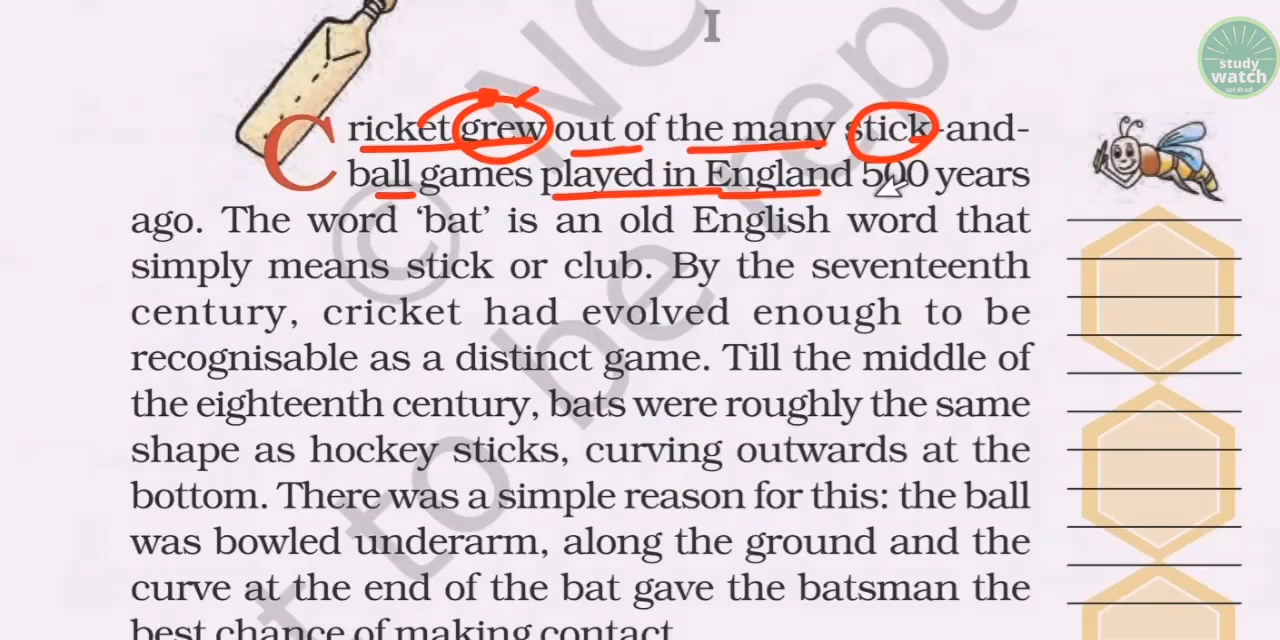 I
study
watch
Cricket grew out of the many stick-and-
ball games played in England 500 years
ago. The word ‘bat’ is an old English word that
simply means stick or club. By the seventeenth
century, cricket had evolved enough to be
recognisable as a distinct game. Till the middle of
the eighteenth century, bats were roughly the same
shape as hockey sticks, curving outwards at the
bottom. There was a simple reason for this: the ball
was bowled underarm, along the ground and the
curve at the end of the bat gave the batsman the
best chance of making contact.
© NC
to be repu